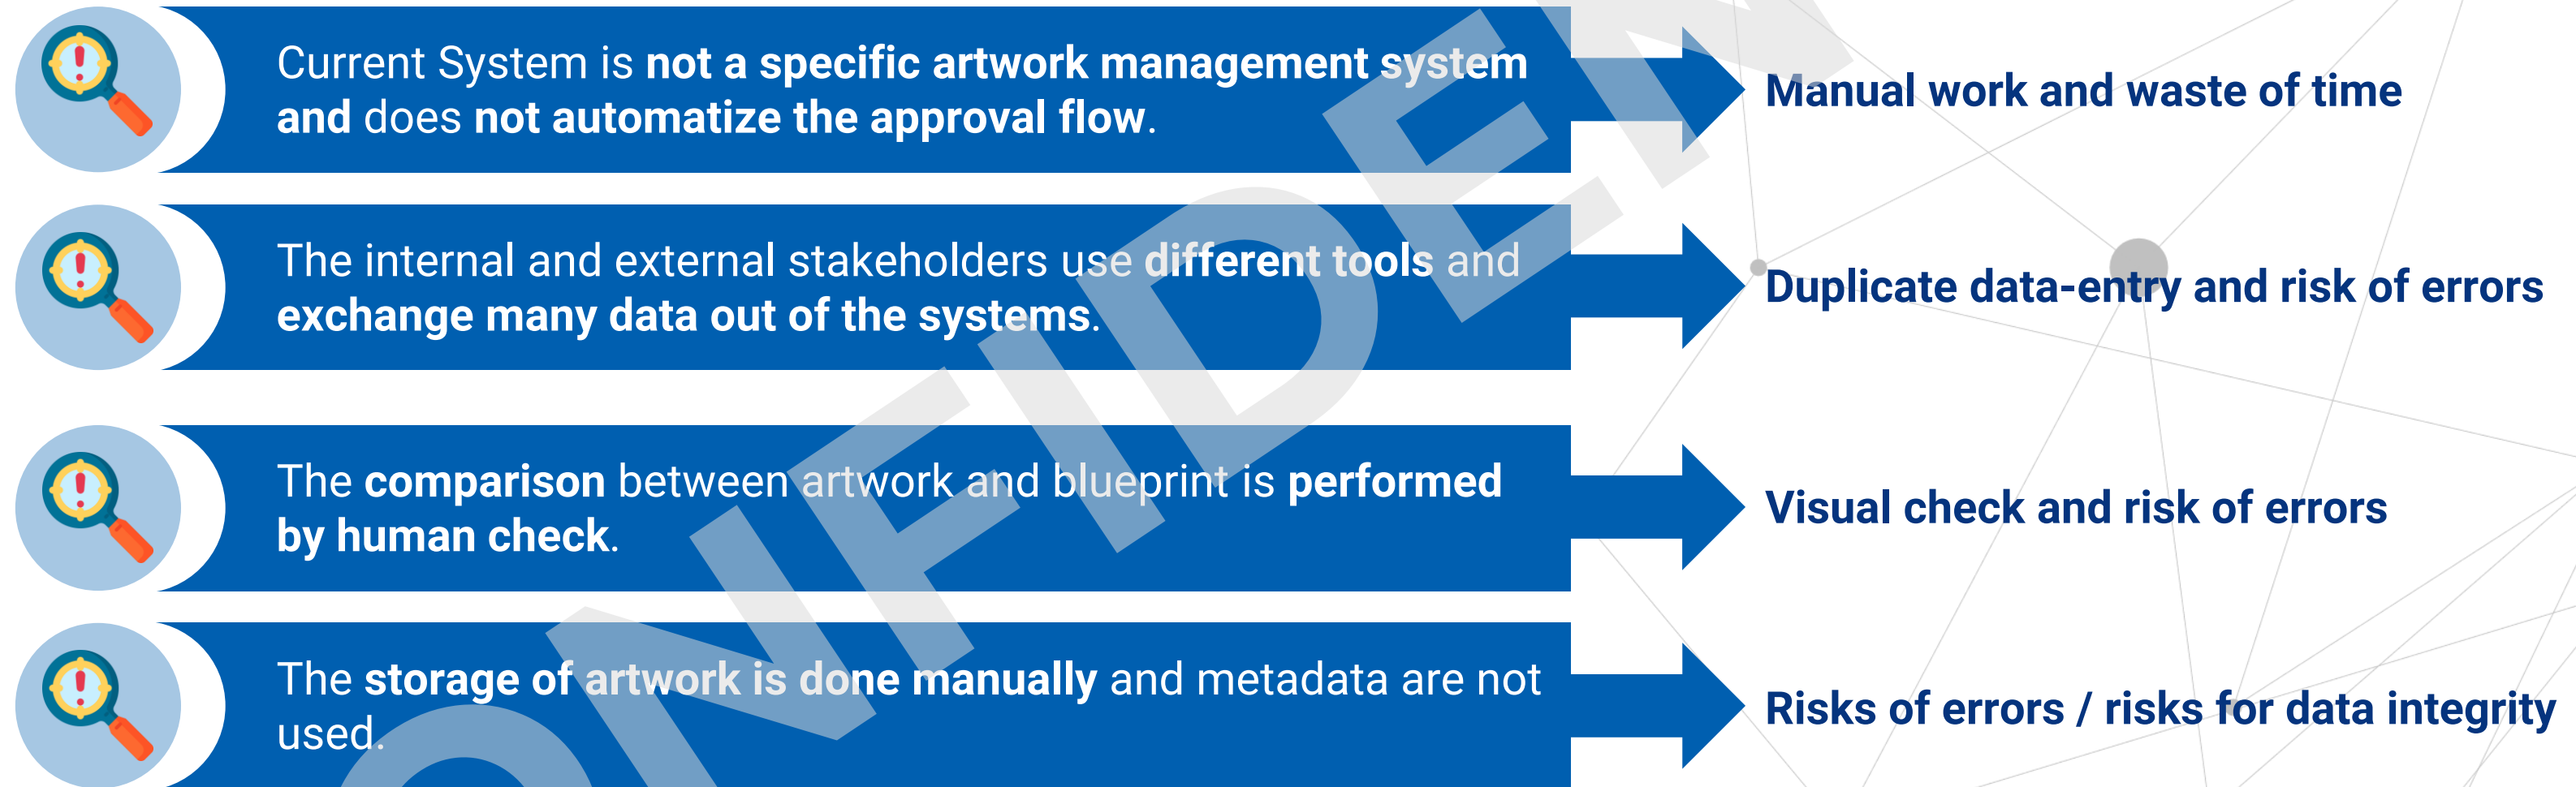 Current System is not a specific artwork management system
and does not automatize the approval flow.
Manual work and waste of time
The internal and external stakeholders use different tools and
exchange many data out of the systems.
Duplicate data-entry and risk of errors
The comparison between artwork and blueprint is performed
by human check.
Visual check and risk of errors
The storage of artwork is done manually and metadata are not
used.
Risks of errors / risks for data integrity